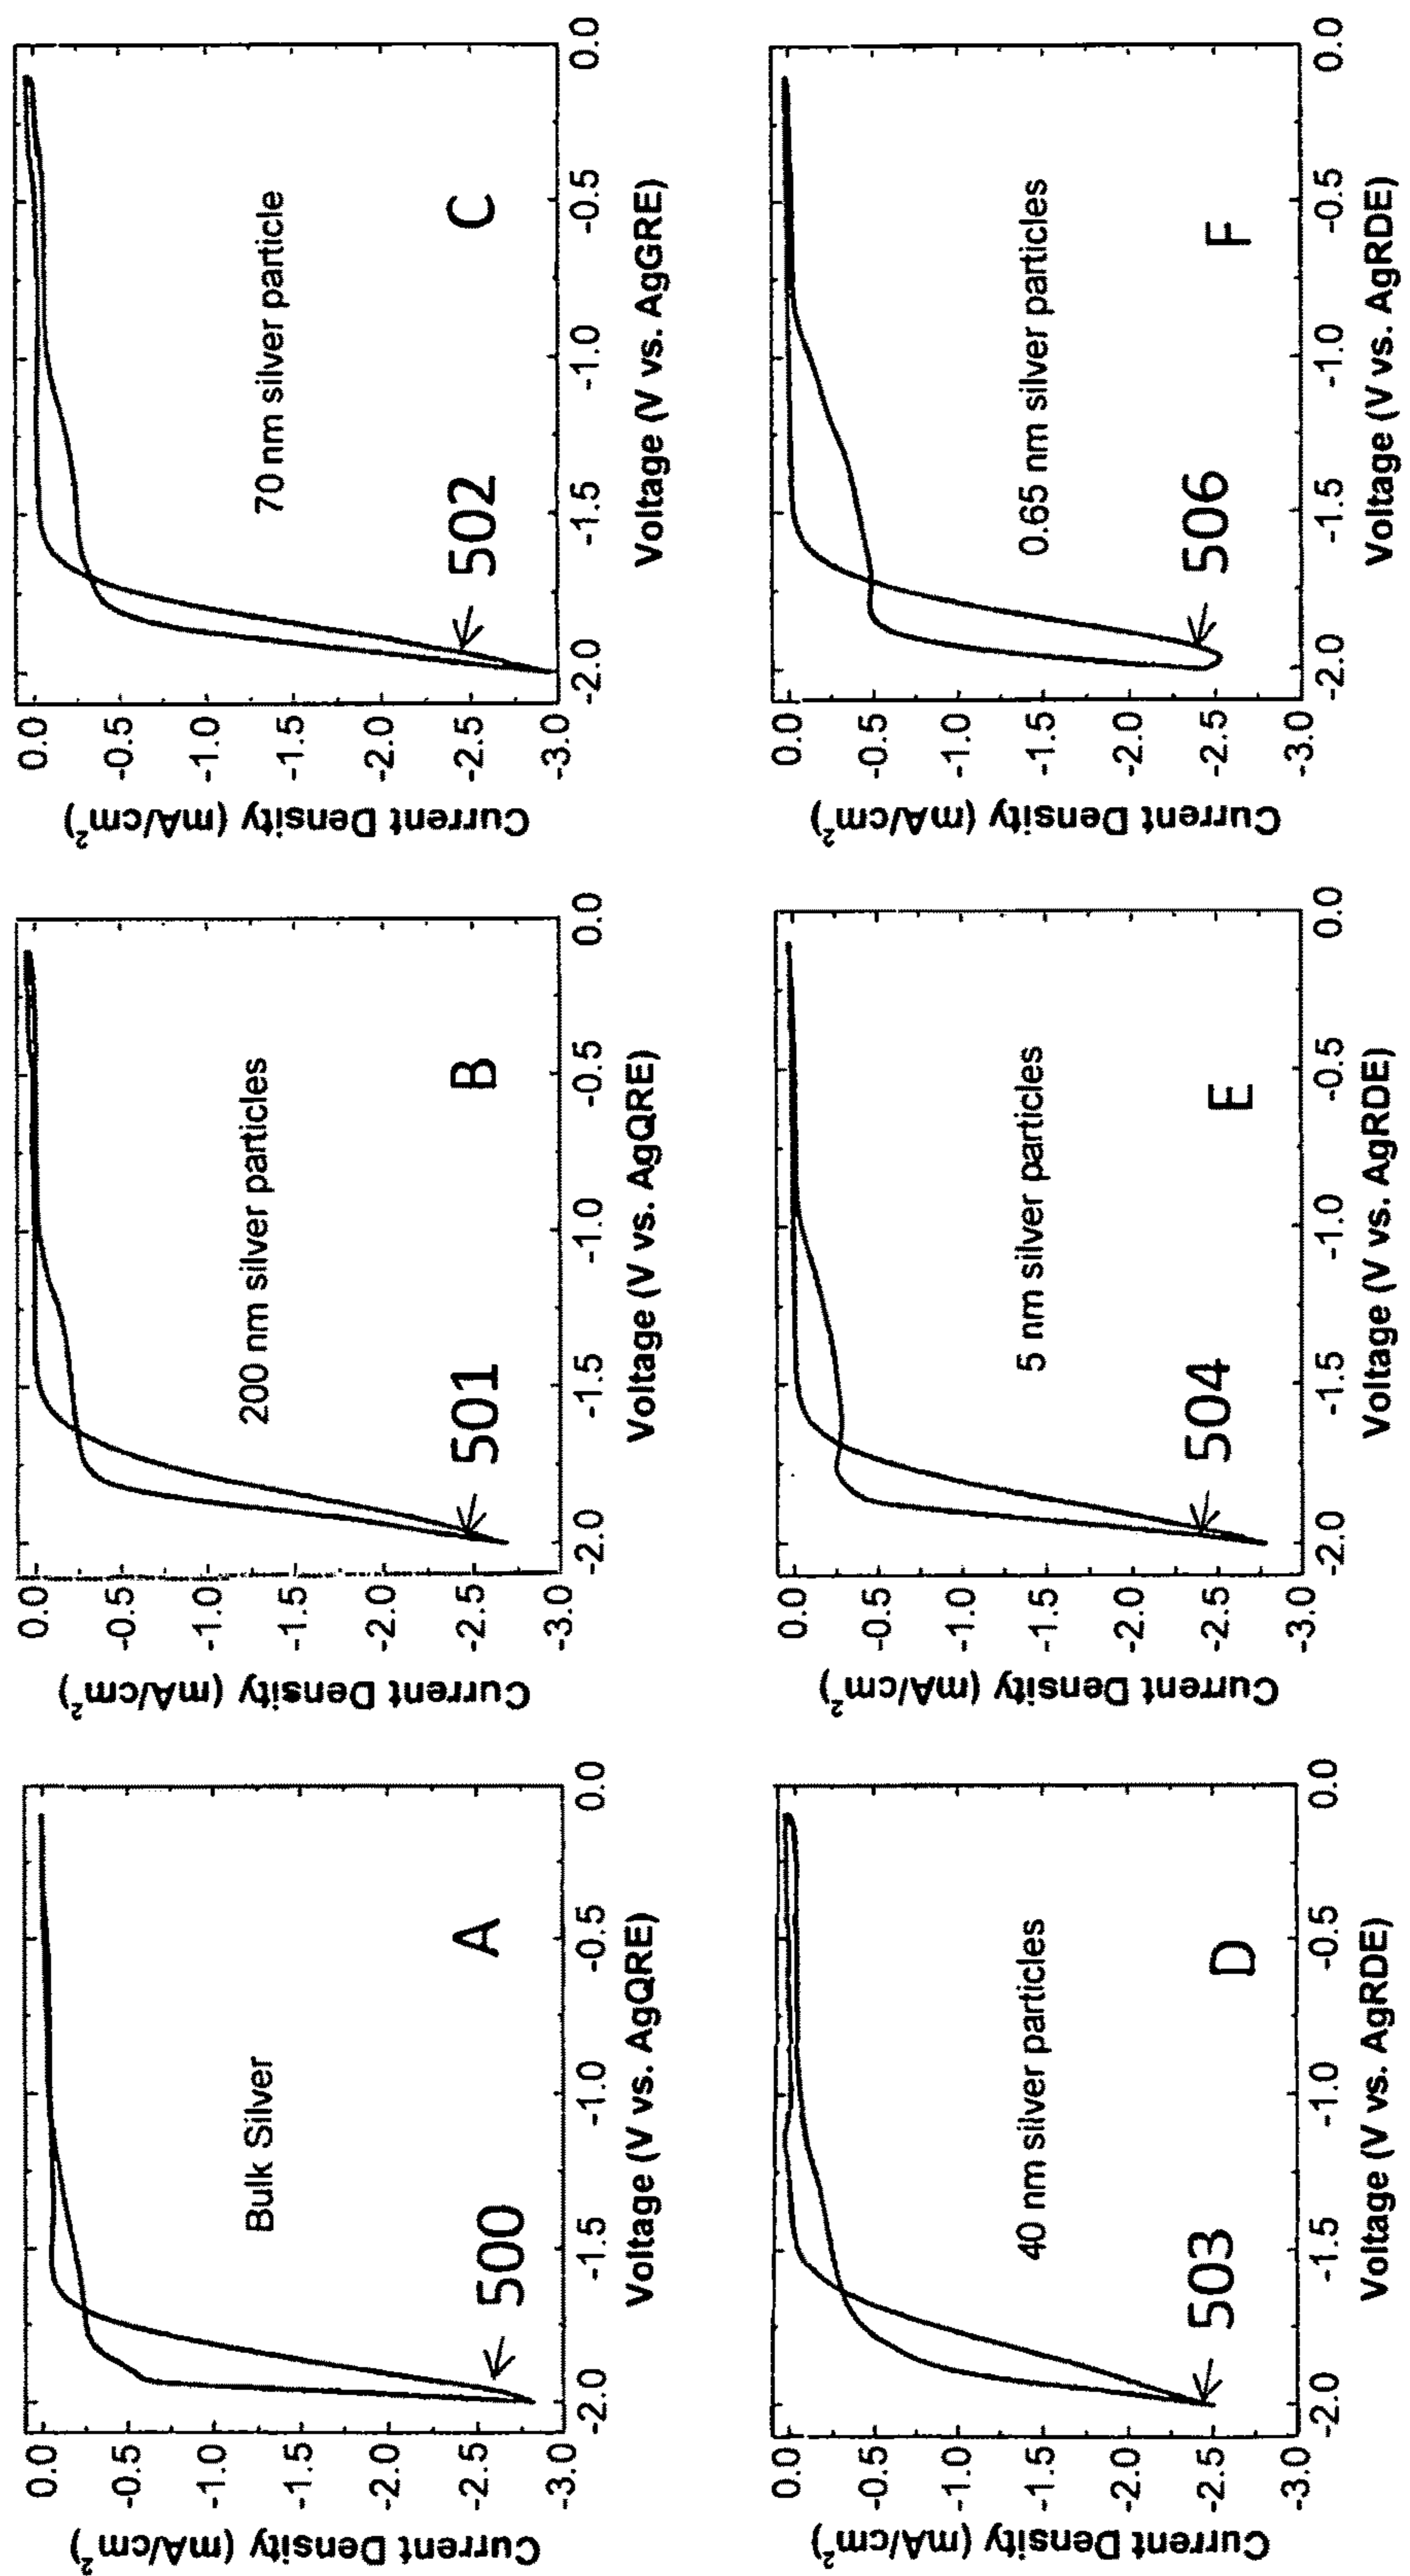 Current Density (mA/cm²)
0.0
-0.5
-1.0
-1.5
-2.0
-2.5
-3.0
Bulk Silver
500
A
-2.0 -1.5 -1.0 -0.5 0.0
Voltage (V vs. AgQRE)
Current Density (mA/cm²)
0.0
-0.5
-1.0
-1.5
-2.0
-2.5
-3.0
200 nm silver particles
501
B
-2.0 -1.5 -1.0 -0.5 0.0
Voltage (V vs. AgQRE)
Current Density (mA/cm²)
0.0
-0.5
-1.0
-1.5
-2.0
-2.5
-3.0
70 nm silver particle
502
C
-2.0 -1.5 -1.0 -0.5 0.0
Voltage (V vs. AgGRE)
Current Density (mA/cm²)
0.0
-0.5
-1.0
-1.5
-2.0
-2.5
-3.0
40 nm silver particles
503
D
-2.0 -1.5 -1.0 -0.5 0.0
Voltage (V vs. AgRDE)
Current Density (mA/cm²)
0.0
-0.5
-1.0
-1.5
-2.0
-2.5
-3.0
5 nm silver particles
504
E
-2.0 -1.5 -1.0 -0.5 0.0
Voltage (V vs. AgRDE)
Current Density (mA/cm²)
0.0
-0.5
-1.0
-1.5
-2.0
-2.5
-3.0
0.65 nm silver particles
506
F
-2.0 -1.5 -1.0 -0.5 0.0
Voltage (V vs. AgRDE)